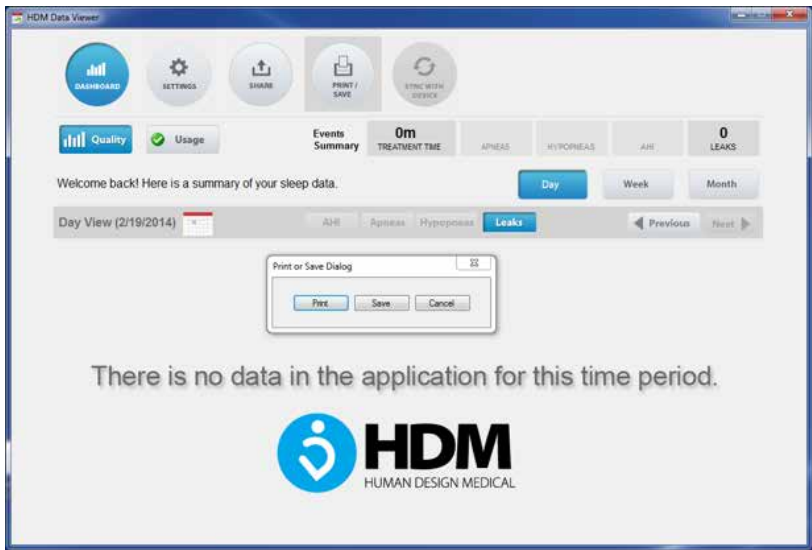 HDM Data Viewer
DASHBOARD
SETTINGS
SHARE
PRINT /
SAVE
SYNC WITH
DEVICE
Quality
Usage
Events
Summary
0m
TREATMENT TIME
APNEAS
HYPOPNEAS
AHI
0
LEAKS
Welcome back! Here is a summary of your sleep data.
Day
Week
Month
Day View (2/19/2014)
AHI
Apneas
Hypopneas
Leaks
Previous
Next
Print or Save Dialog
Print
Save
Cancel
There is no data in the application for this time period.
HDM
HUMAN DESIGN MEDICAL